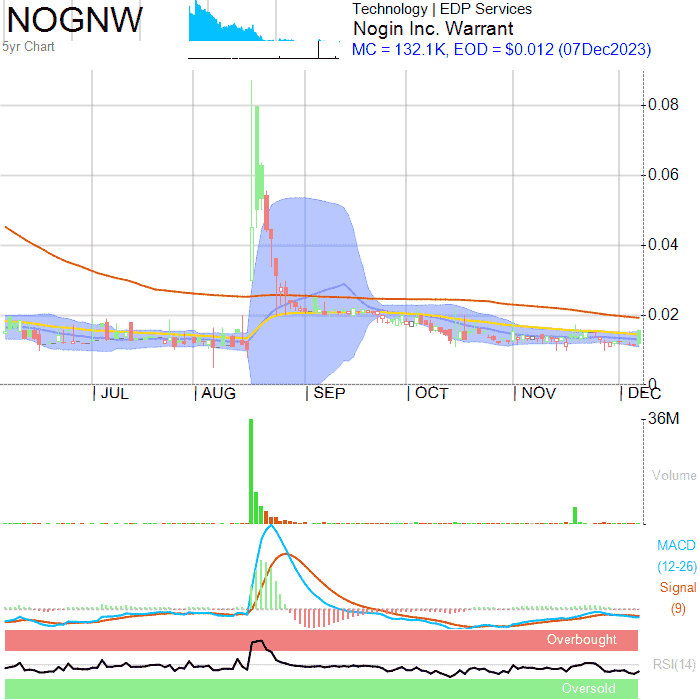 NOGNW
5yr Chart
Technology | EDP Services
Nogin Inc. Warrant
MC = 132.1K, EOD = $0.012 (07Dec2023)
0.08
0.06
0.04
0.02
0
JUL
AUG
SEP
OCT
NOV
DEC
36M
Volume
MACD
(12-26)
Signal
(9)
Overbought
RSI(14)
Oversold